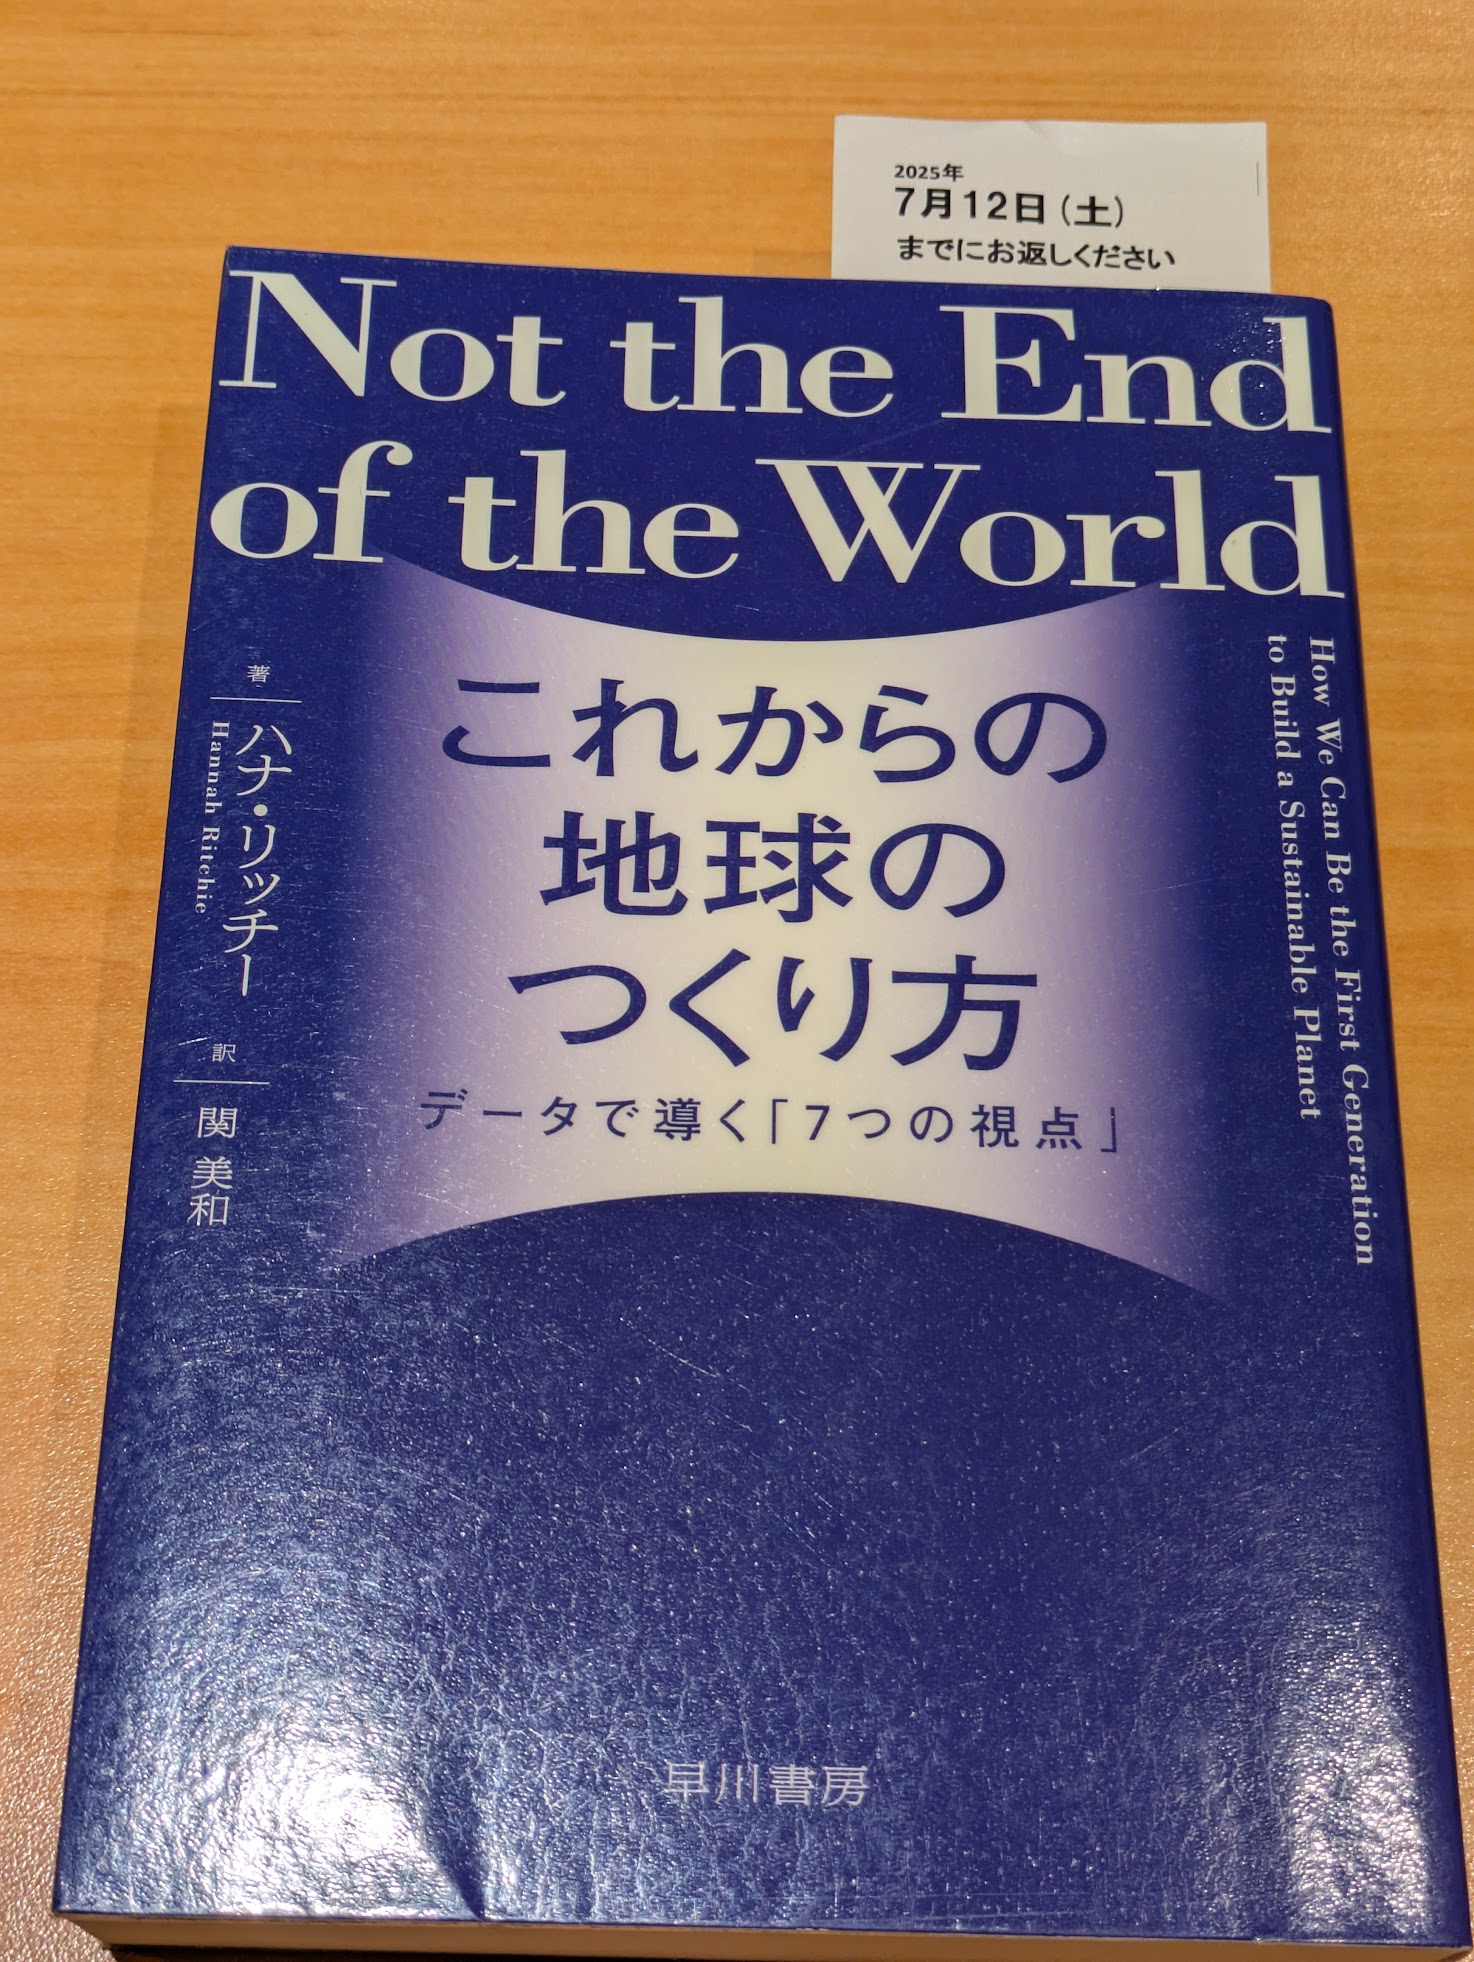 2025年
7月12日(土)
までにお返しください
Not the End
of the World
How We Can Be the First Generation
to Build a Sustainable Planet
これからの
地球の
つくり方
データで導く「7つの視点」
著
ハナ・リッチー
Hannah Ritchie
訳
関 美和
早川書房